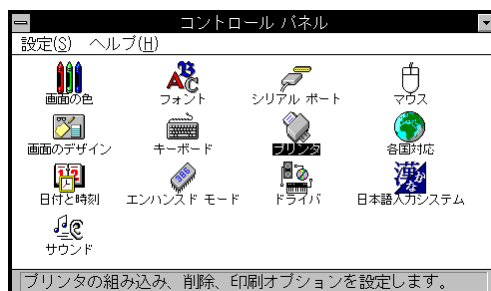 コントロール パネル
設定(S) ヘルプ(H)
画面の色 フォント シリアル ポート マウス
画面のデザイン キーボード プリンタ 各国対応
日付と時刻 エンハンスド モード ドライバ 日本語入力システム
サウンド
プリンタの組み込み、削除、印刷オプションを設定します。